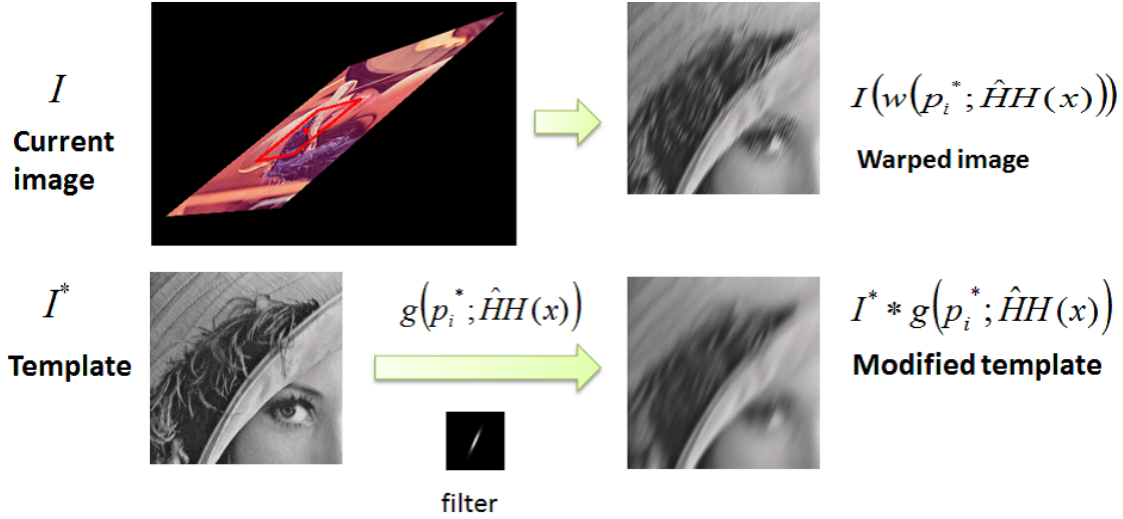 I
Current
image
I(w(p_i^*; ĤH(x)))
Warped image
I^*
Template
g(p_i^*; ĤH(x))
filter
I^* * g(p_i^*; ĤH(x))
Modified template